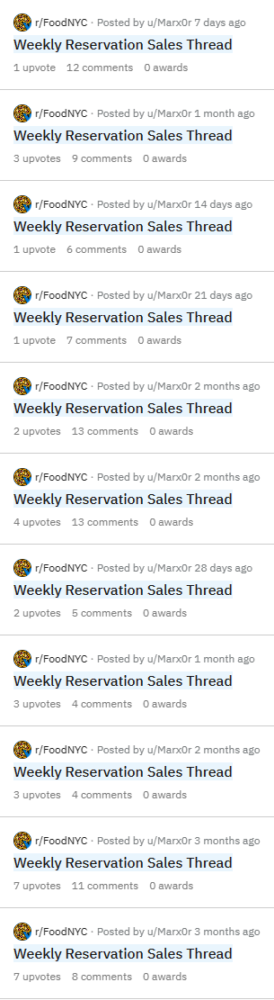 r/FoodNYC · Posted by u/Marx0r 7 days ago
Weekly Reservation Sales Thread
1 upvote 12 comments 0 awards
r/FoodNYC · Posted by u/Marx0r 1 month ago
Weekly Reservation Sales Thread
3 upvotes 9 comments 0 awards
r/FoodNYC · Posted by u/Marx0r 14 days ago
Weekly Reservation Sales Thread
1 upvote 6 comments 0 awards
r/FoodNYC · Posted by u/Marx0r 21 days ago
Weekly Reservation Sales Thread
1 upvote 7 comments 0 awards
r/FoodNYC · Posted by u/Marx0r 2 months ago
Weekly Reservation Sales Thread
2 upvotes 13 comments 0 awards
r/FoodNYC · Posted by u/Marx0r 2 months ago
Weekly Reservation Sales Thread
4 upvotes 13 comments 0 awards
r/FoodNYC · Posted by u/Marx0r 28 days ago
Weekly Reservation Sales Thread
2 upvotes 5 comments 0 awards
r/FoodNYC · Posted by u/Marx0r 1 month ago
Weekly Reservation Sales Thread
3 upvotes 4 comments 0 awards
r/FoodNYC · Posted by u/Marx0r 2 months ago
Weekly Reservation Sales Thread
3 upvotes 4 comments 0 awards
r/FoodNYC · Posted by u/Marx0r 3 months ago
Weekly Reservation Sales Thread
7 upvotes 11 comments 0 awards
r/FoodNYC · Posted by u/Marx0r 3 months ago
Weekly Reservation Sales Thread
7 upvotes 8 comments 0 awards